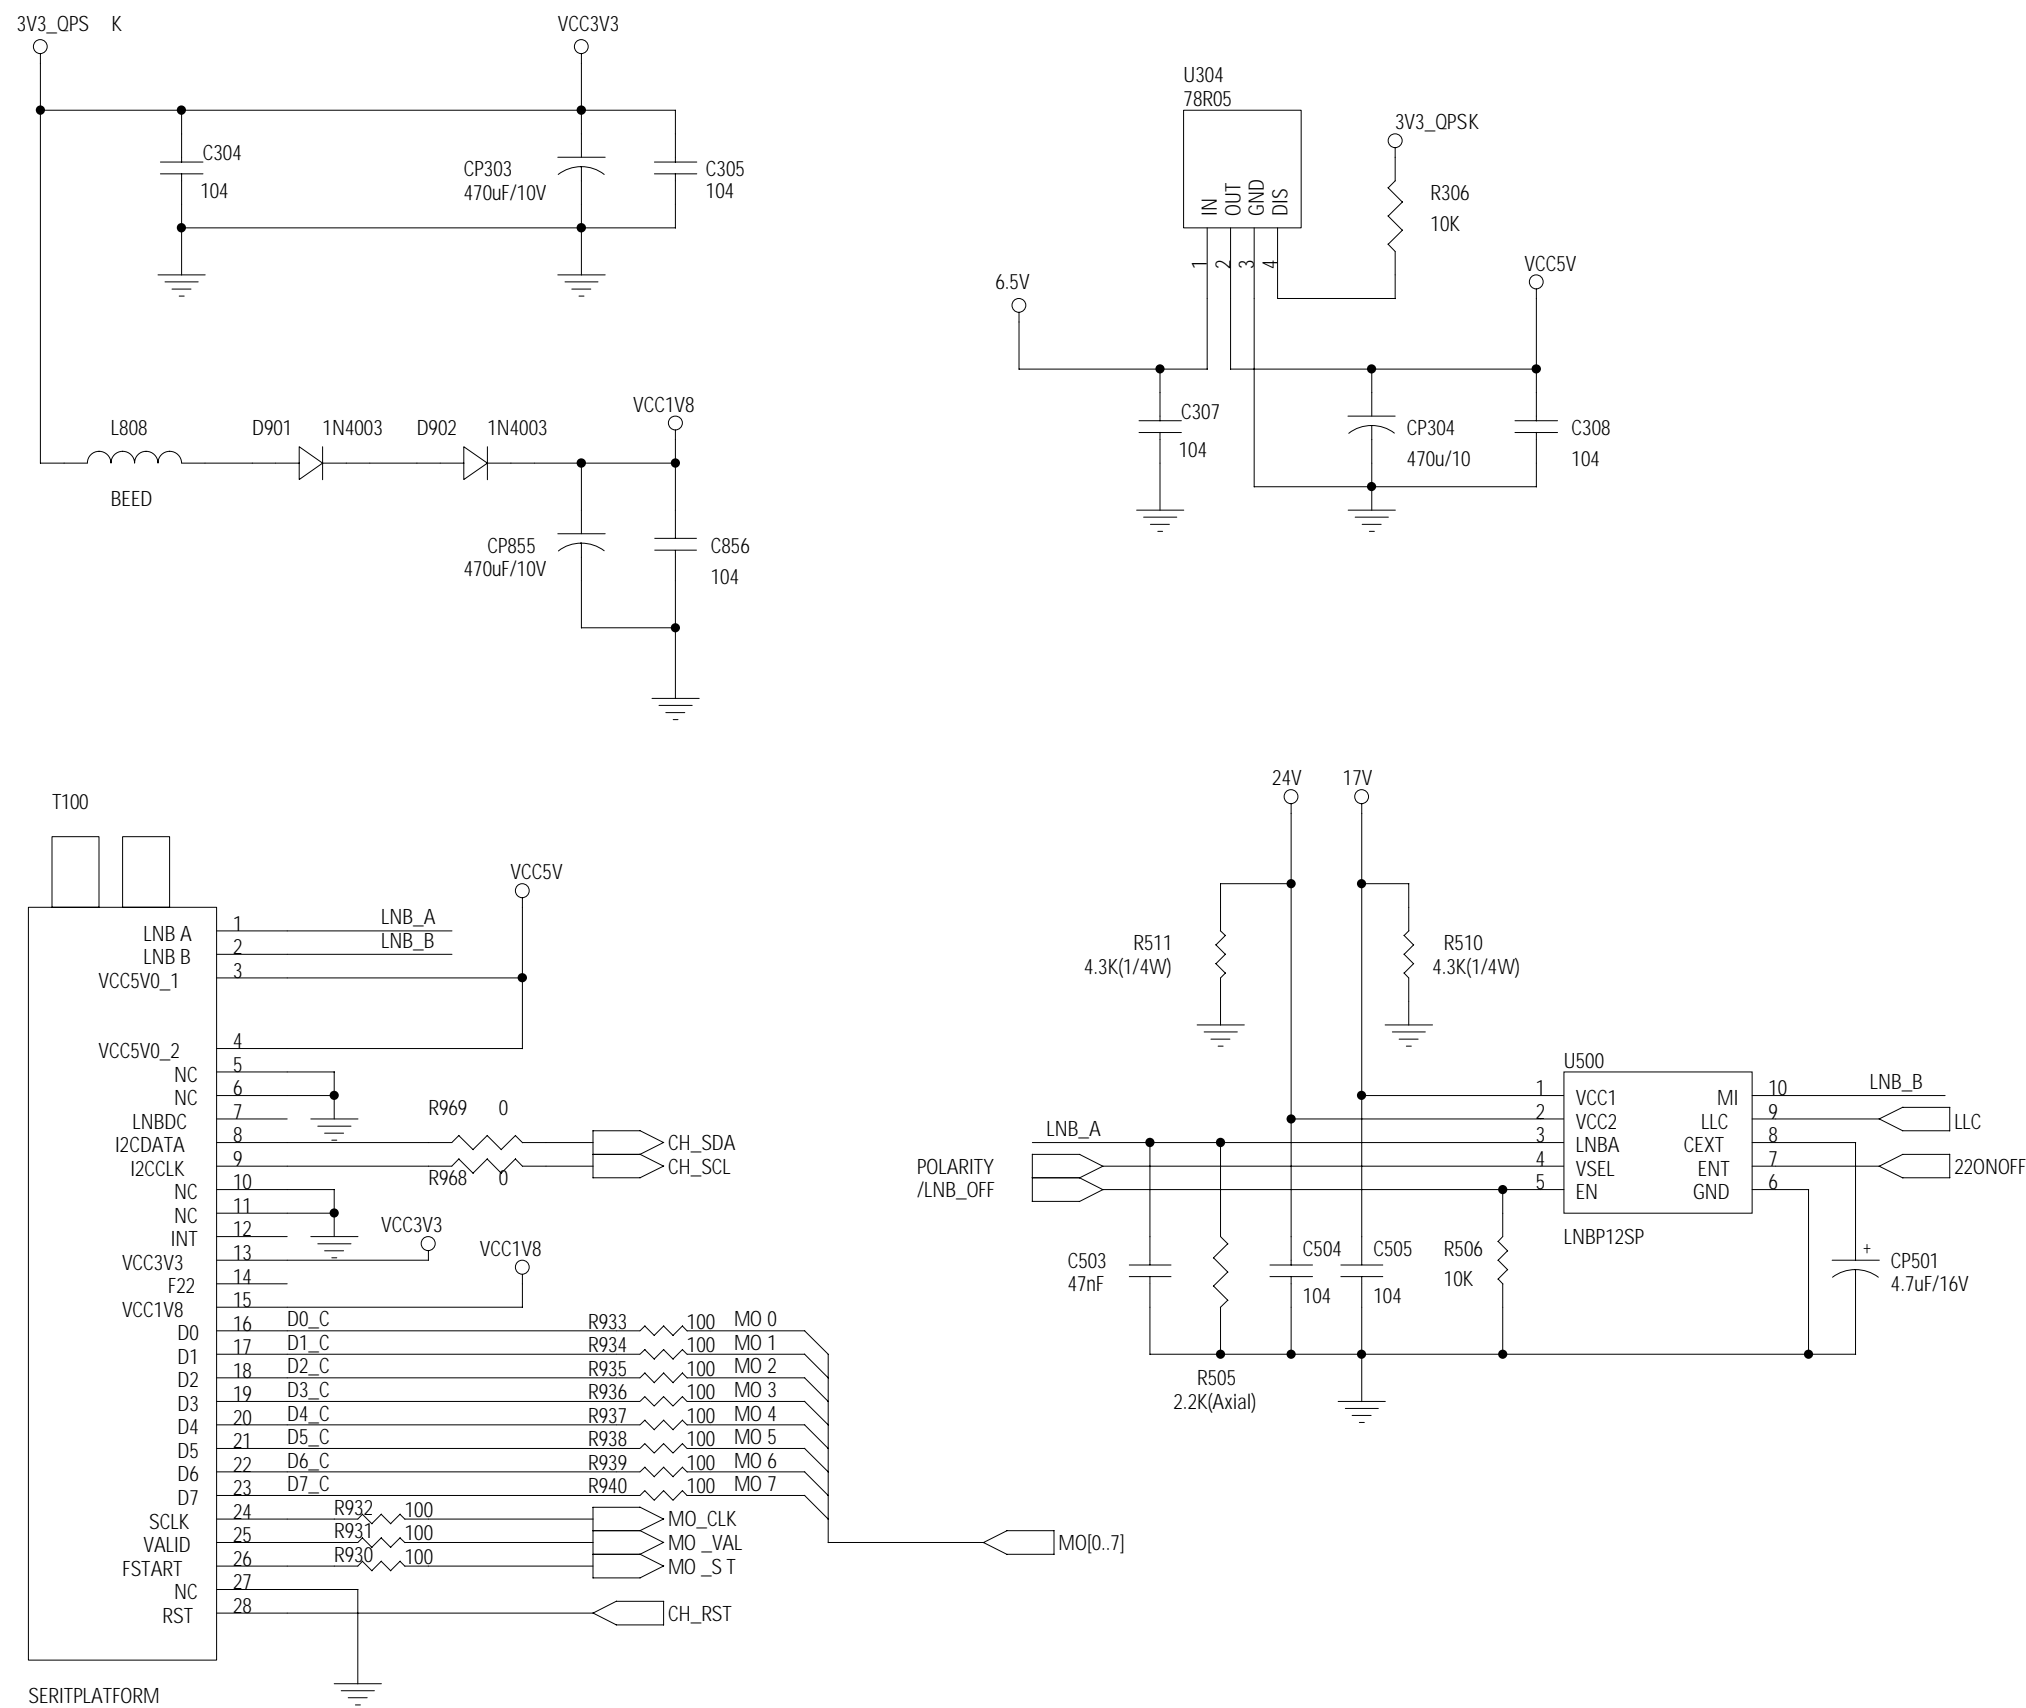 3V3_QPS K
VCC3V3
C304
104
CP303
470uF/10V
C305
104
L808
BEED
D901
1N4003
D902
1N4003
VCC1V8
CP855
470uF/10V
C856
104
U304
78R05
IN
OUT
GND
DIS
1
2
3
4
3V3_QPSK
R306
10K
6.5V
VCC5V
C307
104
CP304
470u/10
C308
104
T100
LNB A
1
LNB_A
LNB B
2
LNB_B
VCC5V0_1
3
VCC5V
VCC5V0_2
4
NC
5
NC
6
LNBDC
7
I2CDATA
8
R969 0
CH_SDA
I2CCLK
9
R968 0
CH_SCL
NC
10
NC
11
INT
12
VCC3V3
13
VCC3V3
F22
14
VCC1V8
15
VCC1V8
D0 16 D0_C R933 100 MO 0
D1 17 D1_C R934 100 MO 1
D2 18 D2_C R935 100 MO 2
D3 19 D3_C R936 100 MO 3
D4 20 D4_C R937 100 MO 4
D5 21 D5_C R938 100 MO 5
D6 22 D6_C R939 100 MO 6
D7 23 D7_C R940 100 MO 7
SCLK 24 R932 100 MO_CLK
VALID 25 R931 100 MO _VAL
FSTART 26 R930 100 MO _S T
NC 27
RST 28 CH_RST
MO[0..7]
SERITPLATFORM
24V
17V
R511
4.3K(1/4W)
R510
4.3K(1/4W)
U500
1 VCC1
2 VCC2
3 LNBA
4 VSEL
5 EN
MI 10 LNB_B
LLC 9 LLC
CEXT 8
ENT 7 22ONOFF
GND 6
LNBP12SP
LNB_A
POLARITY
/LNB_OFF
C503
47nF
R505
2.2K(Axial)
C504
104
C505
104
R506
10K
+
CP501
4.7uF/16V